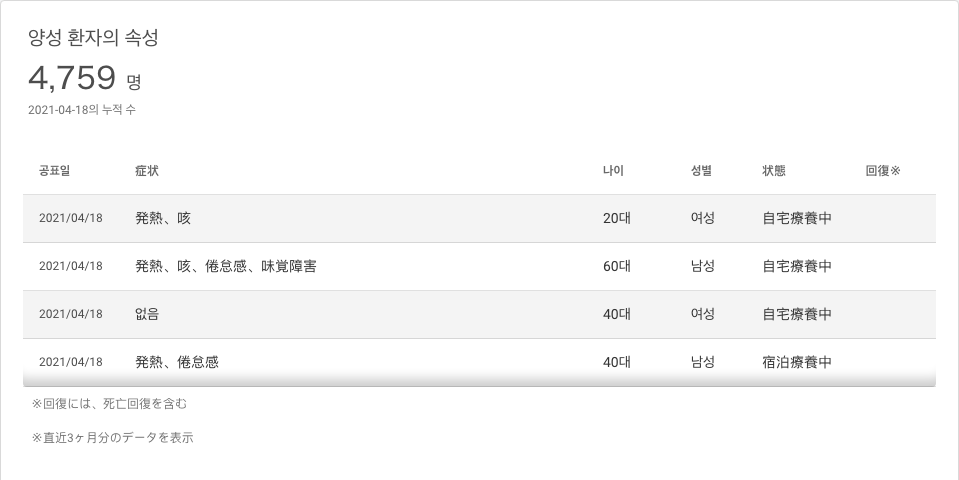 양성 환자의 속성
4,759 명
2021-04-18의 누적 수
공표일 症状 나이 성별 状態 回復※
2021/04/18 発熱、咳 20대 여성 自宅療養中
2021/04/18 発熱、咳、倦怠感、味覚障害 60대 남성 自宅療養中
2021/04/18 없음 40대 여성 自宅療養中
2021/04/18 発熱、倦怠感 40대 남성 宿泊療養中
※回復には、死亡回復を含む
※直近3ヶ月分のデータを表示